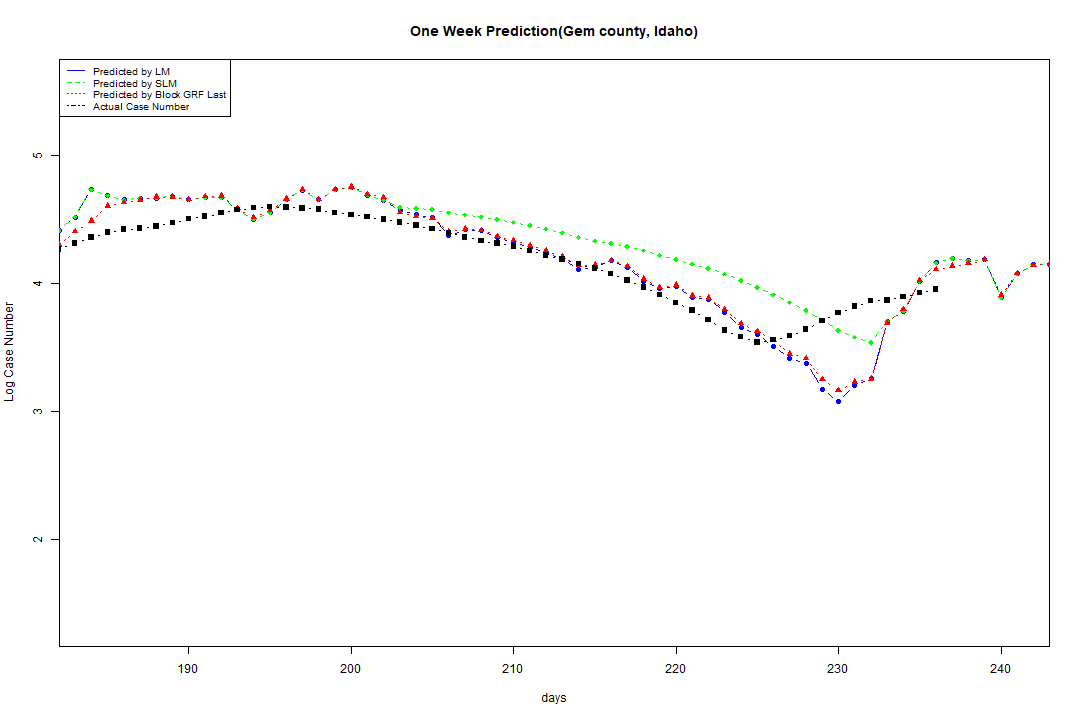 One Week Prediction(Gem county, Idaho)
Predicted by LM
Predicted by SLM
Predicted by Block GRF Last
Actual Case Number
5
4
3
2
Log Case Number
190 200 210 220 230 240
days